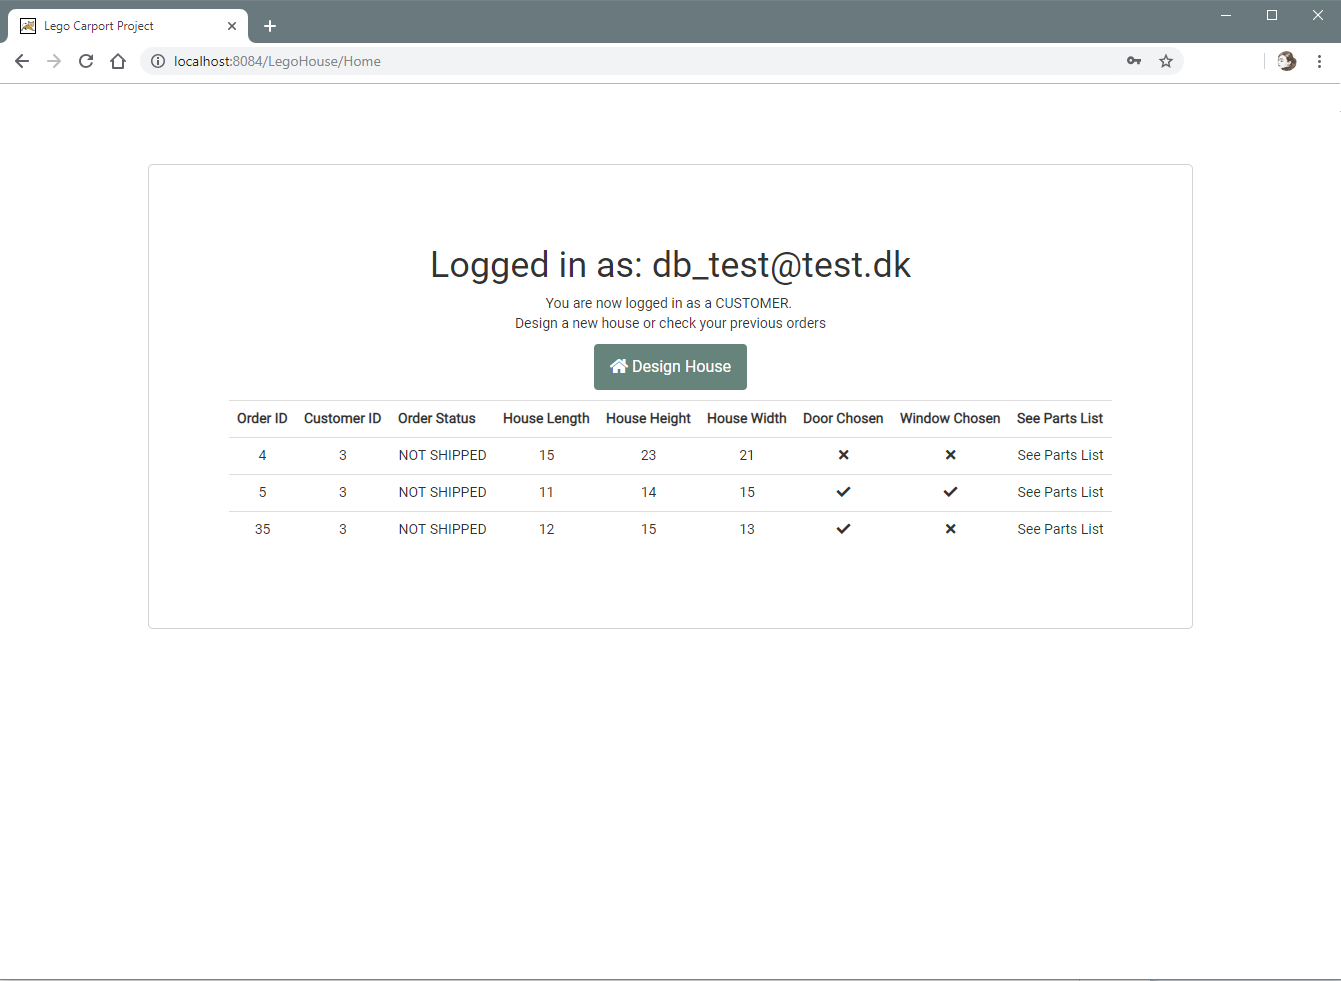 Lego Carport Project
localhost:8084/LegoHouse/Home
Logged in as: db_test@test.dk
You are now logged in as a CUSTOMER.
Design a new house or check your previous orders
Design House
Order ID Customer ID Order Status House Length House Height House Width Door Chosen Window Chosen See Parts List
4 3 NOT SHIPPED 15 23 21 See Parts List
5 3 NOT SHIPPED 11 14 15 See Parts List
35 3 NOT SHIPPED 12 15 13 See Parts List